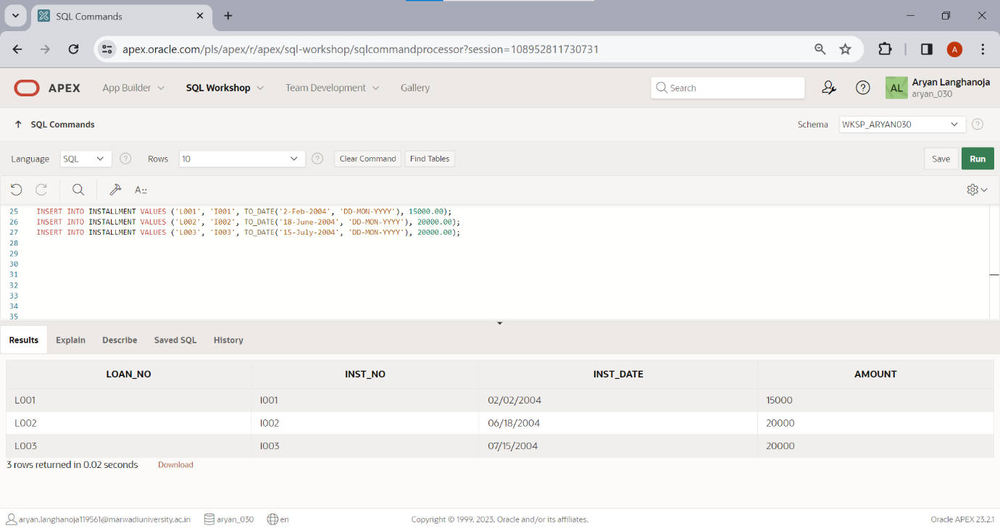 SQL Commands
apex.oracle.com/pls/apex/r/apex/sql-workshop/sqlcommandprocessor?session=108952811730731
A
APEX App Builder SQL Workshop Team Development Gallery Search AL Aryan Langhanoja
aryan_030
SQL Commands Schema WKSP_ARYAN030
Language SQL Rows 10 Clear Command Find Tables Save Run
25 INSERT INTO INSTALLMENT VALUES ('L001', 'I001', TO_DATE('2-Feb-2004', 'DD-MON-YYYY'), 15000.00);
26 INSERT INTO INSTALLMENT VALUES ('L002', 'I002', TO_DATE('18-June-2004', 'DD-MON-YYYY'), 20000.00);
27 INSERT INTO INSTALLMENT VALUES ('L003', 'I003', TO_DATE('15-July-2004', 'DD-MON-YYYY'), 20000.00);
28
29
30
31
32
33
34
35
Results Explain Describe Saved SQL History
LOAN_NO INST_NO INST_DATE AMOUNT
L001 I001 02/02/2004 15000
L002 I002 06/18/2004 20000
L003 I003 07/15/2004 20000
3 rows returned in 0.02 seconds Download
aryan.langhanoja119561@marwadiuniversity.ac.in aryan_030 en Copyright © 1999, 2023, Oracle and/or its affiliates. Oracle APEX 23.2.1